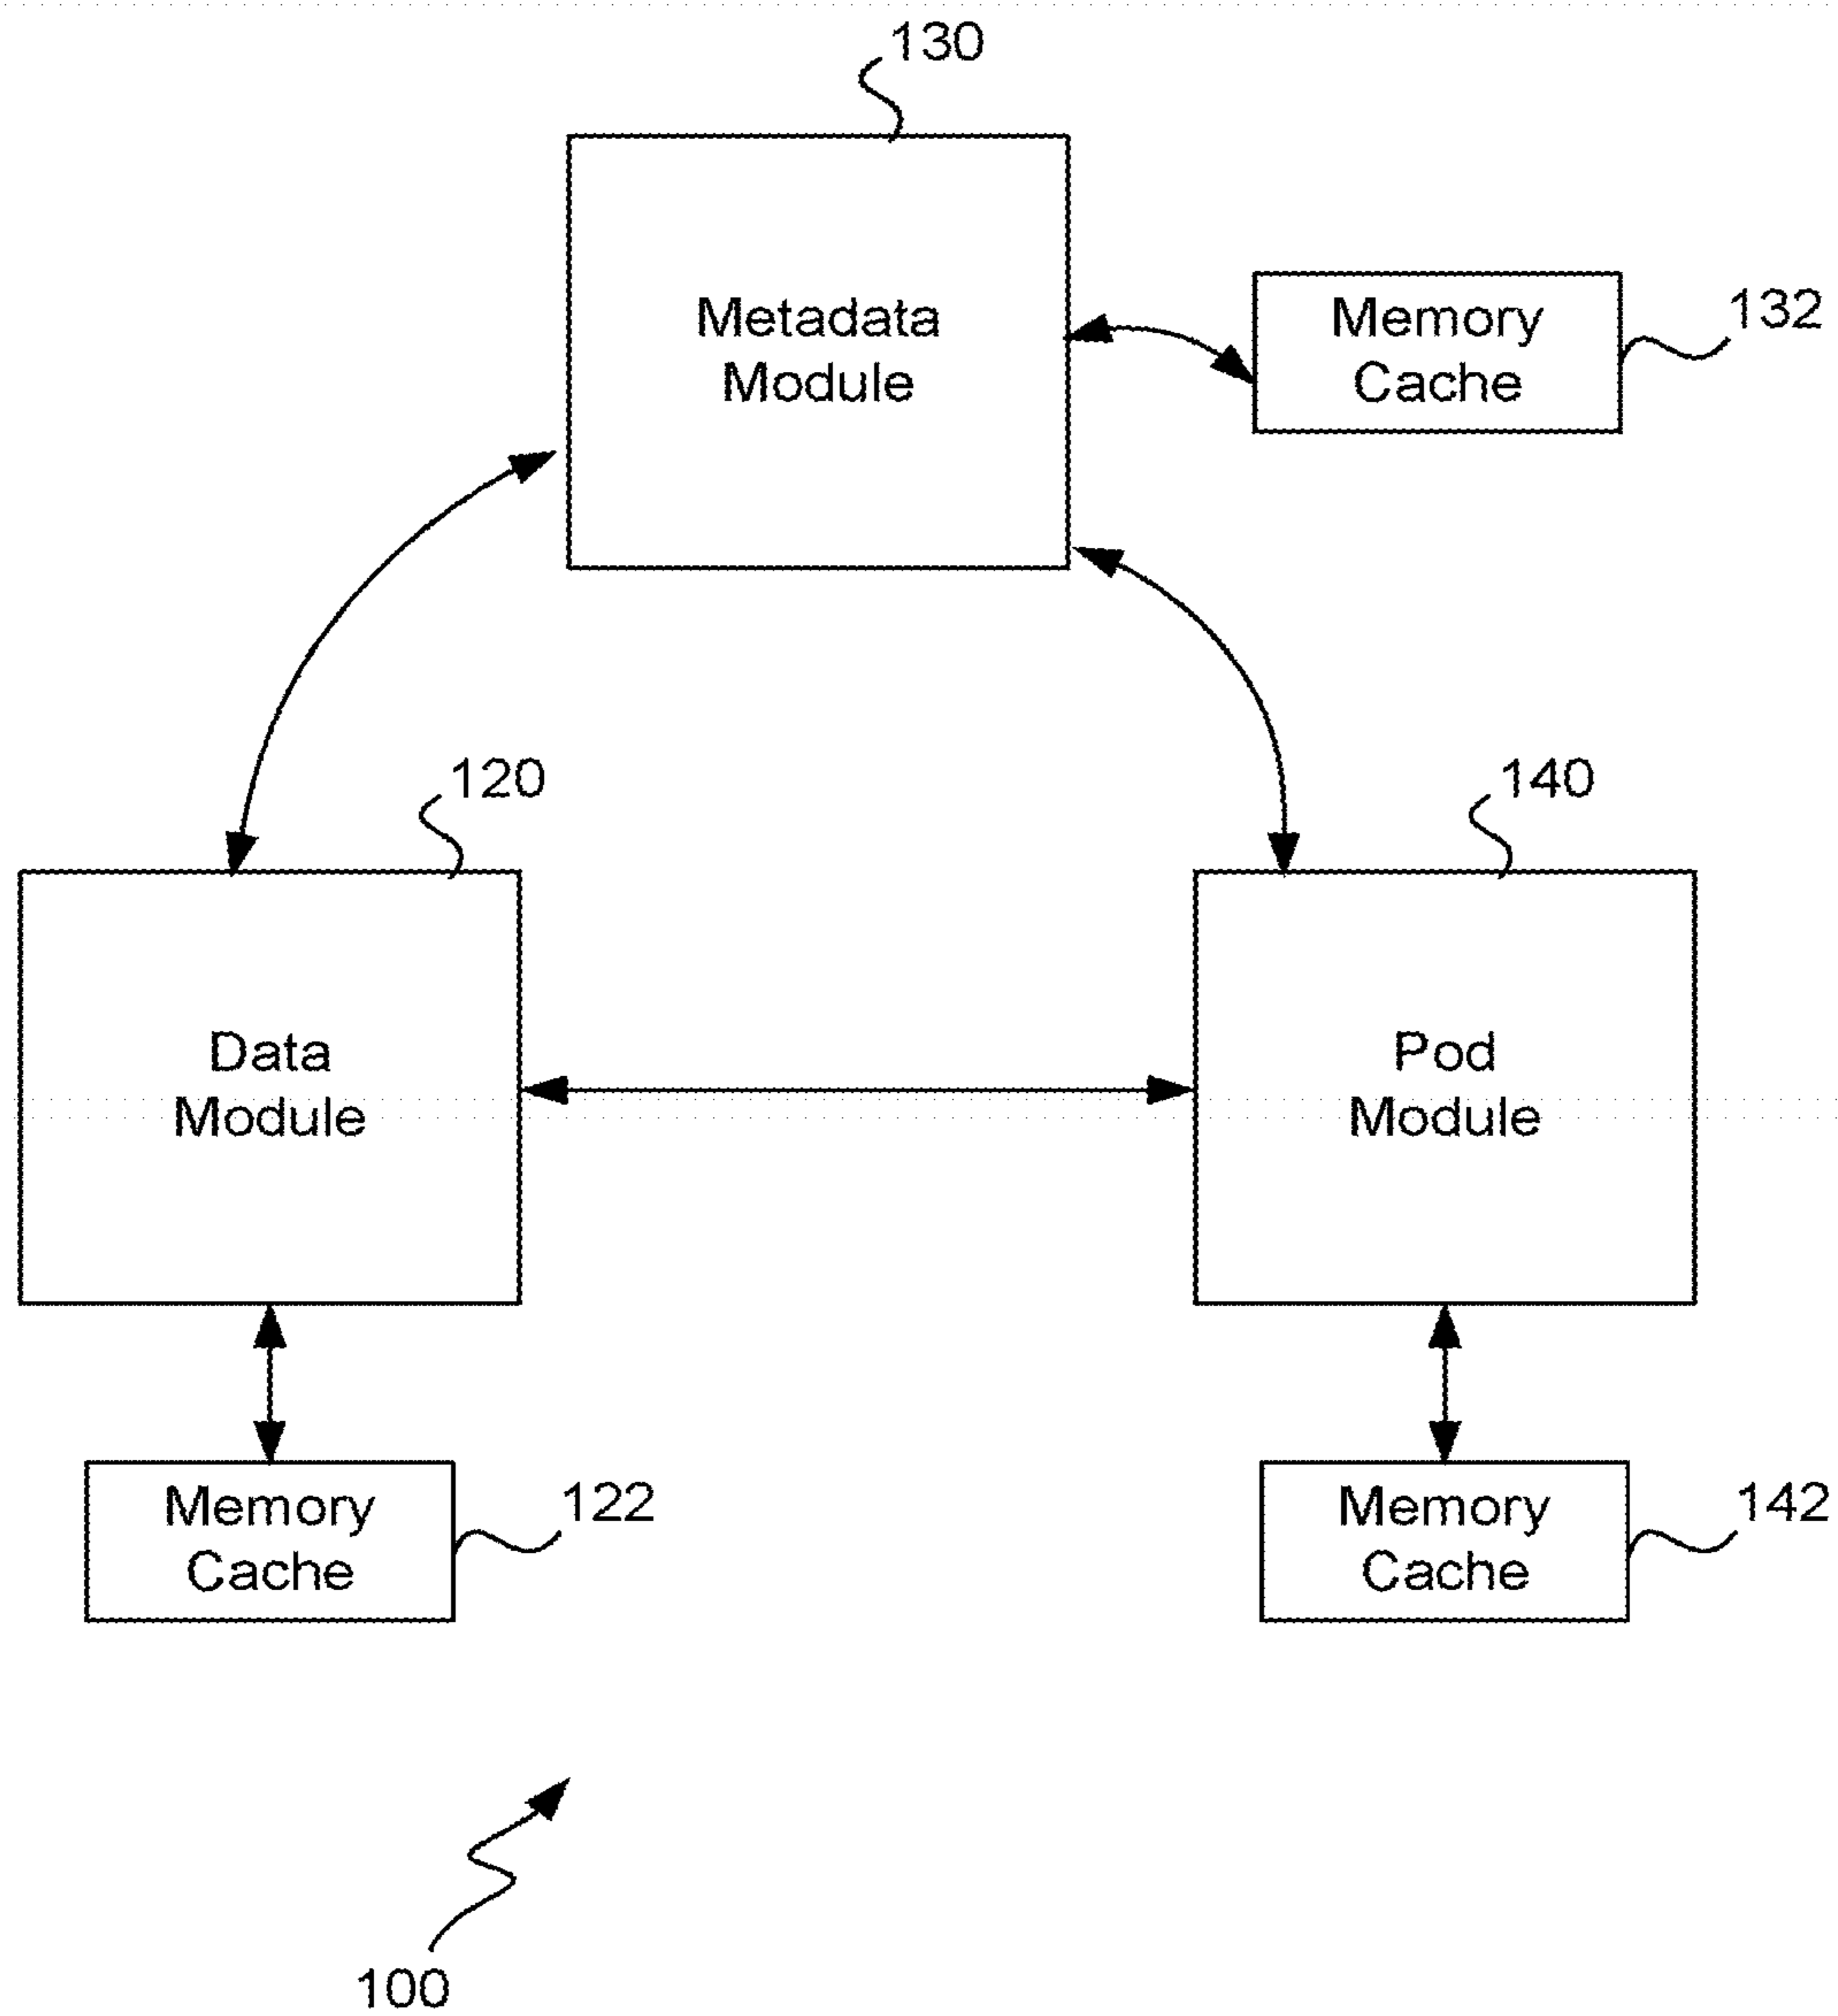 130
Metadata
Module
Memory
Cache
132
120
140
Data
Module
Pod
Module
Memory
Cache
122
Memory
Cache
142
100